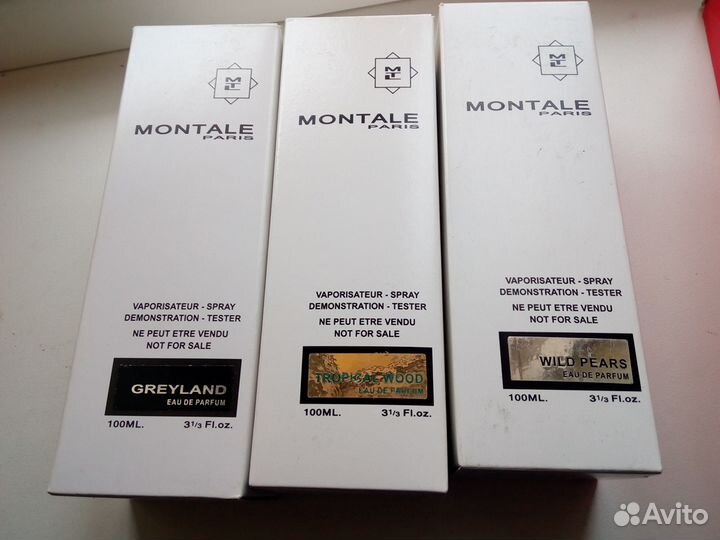 MTL
MONTALE
PARIS
VAPORISATEUR - SPRAY
DEMONSTRATION - TESTER
NE PEUT ETRE VENDU
NOT FOR SALE
GREYLAND
EAU DE PARFUM
100ML. 3 1/3 Fl.oz.
MTL
MONTALE
PARIS
VAPORISATEUR - SPRAY
DEMONSTRATION - TESTER
NE PEUT ETRE VENDU
NOT FOR SALE
TROPICAL WOOD
EAU DE PARFUM
100ML. 3 1/3 Fl.oz.
MTL
MONTALE
PARIS
VAPORISATEUR - SPRAY
DEMONSTRATION - TESTER
NE PEUT ETRE VENDU
NOT FOR SALE
WILD PEARS
EAU DE PARFUM
100ML. 3 1/3 Fl.oz.
Avito